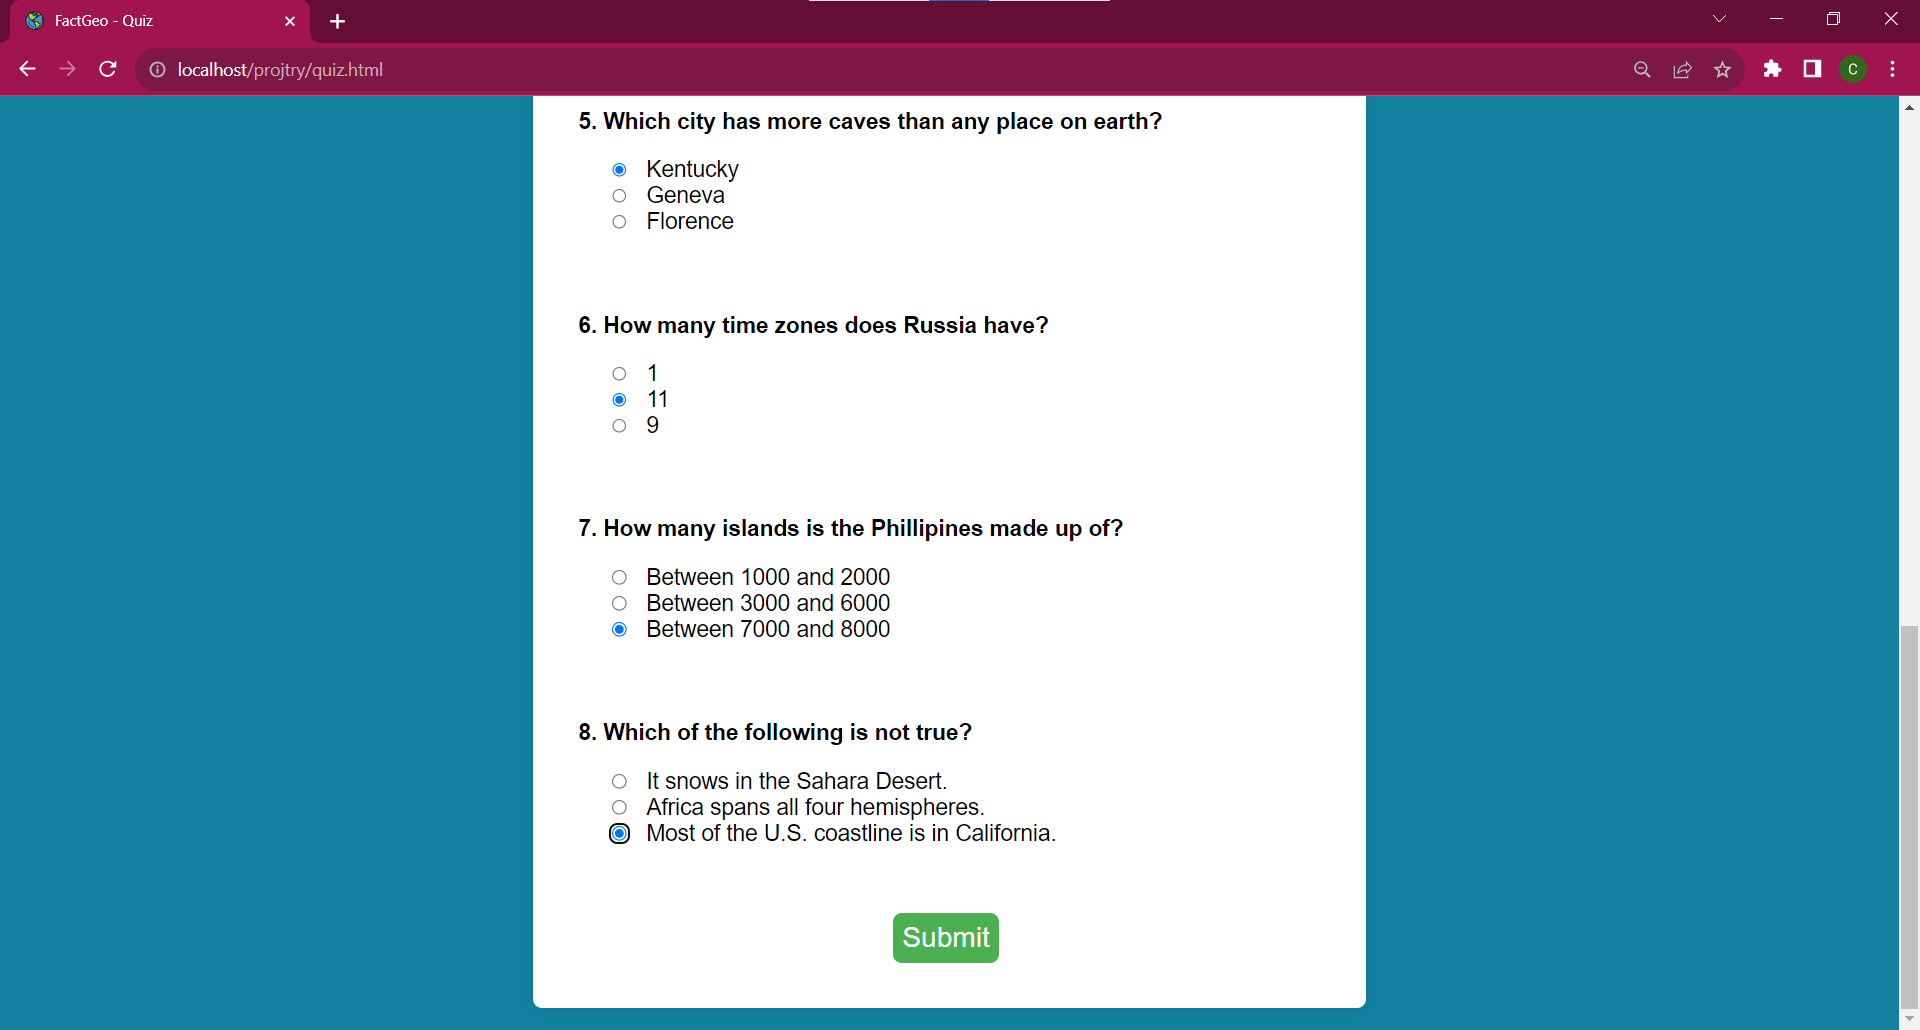 FactGeo - Quiz
localhost/projtry/quiz.html
C
5. Which city has more caves than any place on earth?
Kentucky
Geneva
Florence
6. How many time zones does Russia have?
1
11
9
7. How many islands is the Phillipines made up of?
Between 1000 and 2000
Between 3000 and 6000
Between 7000 and 8000
8. Which of the following is not true?
It snows in the Sahara Desert.
Africa spans all four hemispheres.
Most of the U.S. coastline is in California.
Submit